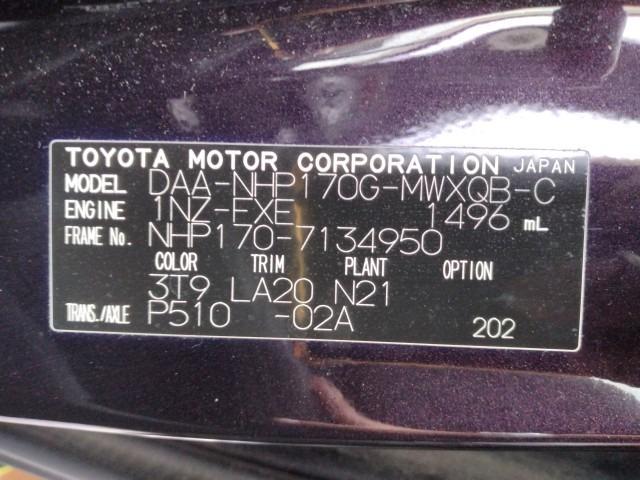 TOYOTA MOTOR CORPORATION JAPAN
MODEL DAA-NHP170G-MWXQB-C
ENGINE 1NZ-FXE 1496 mL
FRAME No. NHP170-7134950
COLOR TRIM PLANT OPTION
3T9 LA20 N21
TRANS./AXLE P510 -02A 202